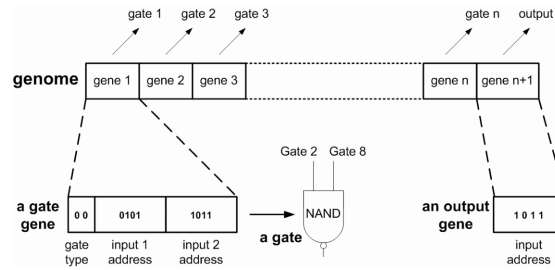 gate 1 gate 2 gate 3 gate n output
genome gene 1 gene 2 gene 3 gene n gene n+1
Gate 2 Gate 8
a gate gene 0 0 0101 1011 NAND an output gene 1 0 1 1
a gate
gate type input 1 address input 2 address input address